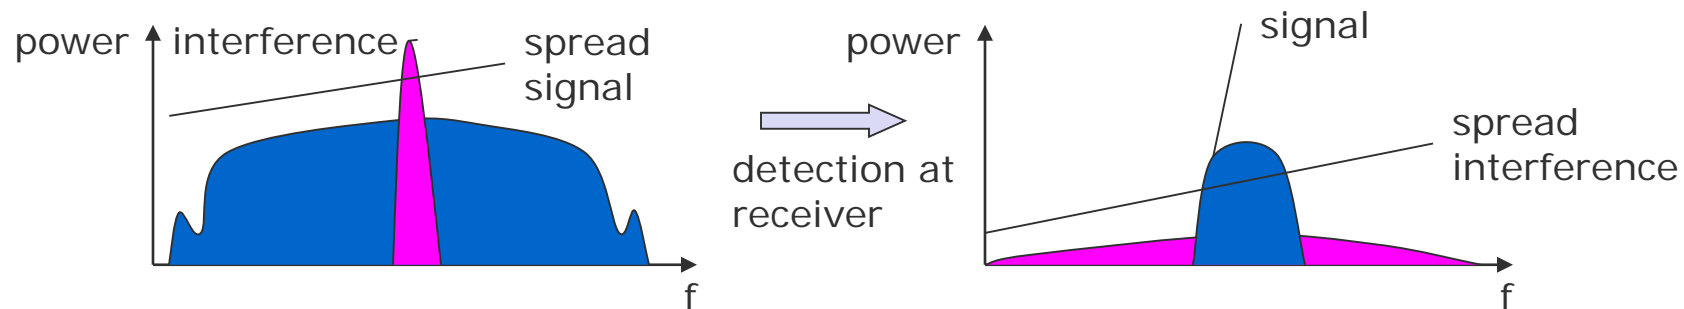 power
interference
spread
signal
f
detection at
receiver
power
signal
spread
interference
f